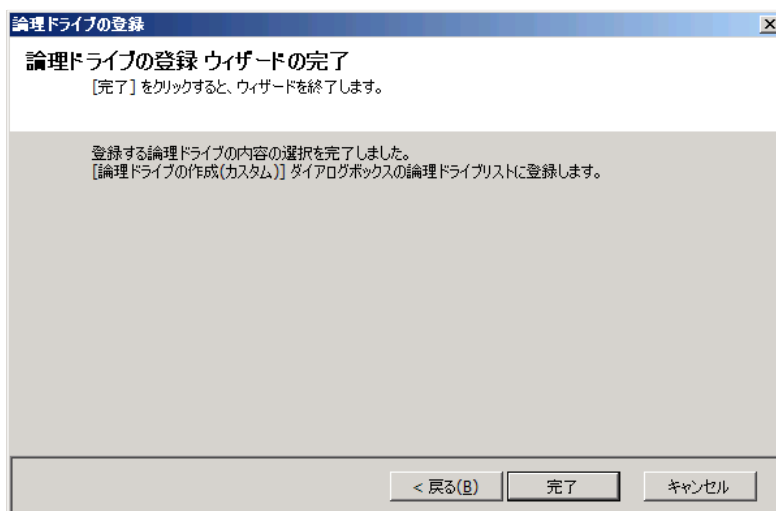 論理ドライブの登録
論理ドライブの登録 ウィザードの完了
[完了] をクリックすると、ウィザードを終了します。
登録する論理ドライブの内容の選択を完了しました。
[論理ドライブの作成(カスタム)] ダイアログボックスの論理ドライブリストに登録します。
< 戻る(B) 完了 キャンセル